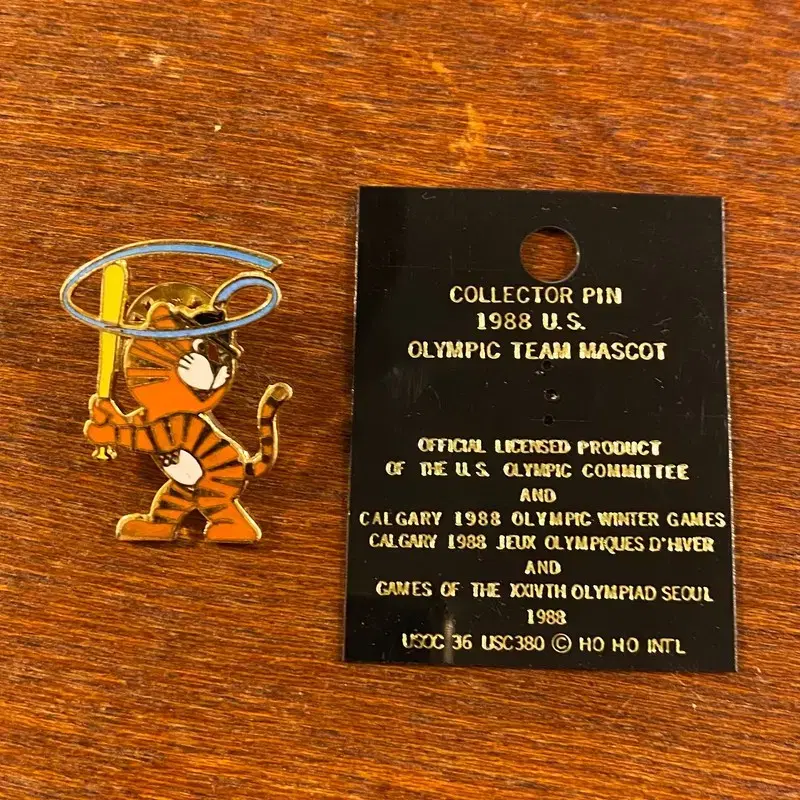 COLLECTOR PIN
1988 U.S.
OLYMPIC TEAM MASCOT
OFFICIAL LICENSED PRODUCT
OF THE U.S. OLYMPIC COMMITTEE
AND
CALGARY 1988 OLYMPIC WINTER GAMES
CALGARY 1988 JEUX OLYMPIQUES D'HIVER
AND
GAMES OF THE XXIVTH OLYMPIAD SEOUL
1988
USOC 36 USC380 © HO HO INTL